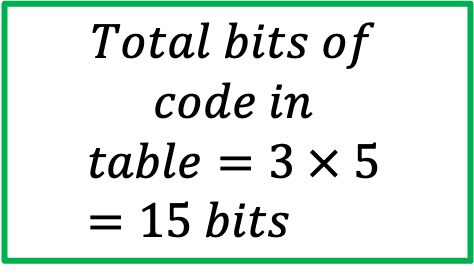 Total bits of
code in
table = 3 × 5
= 15 bits